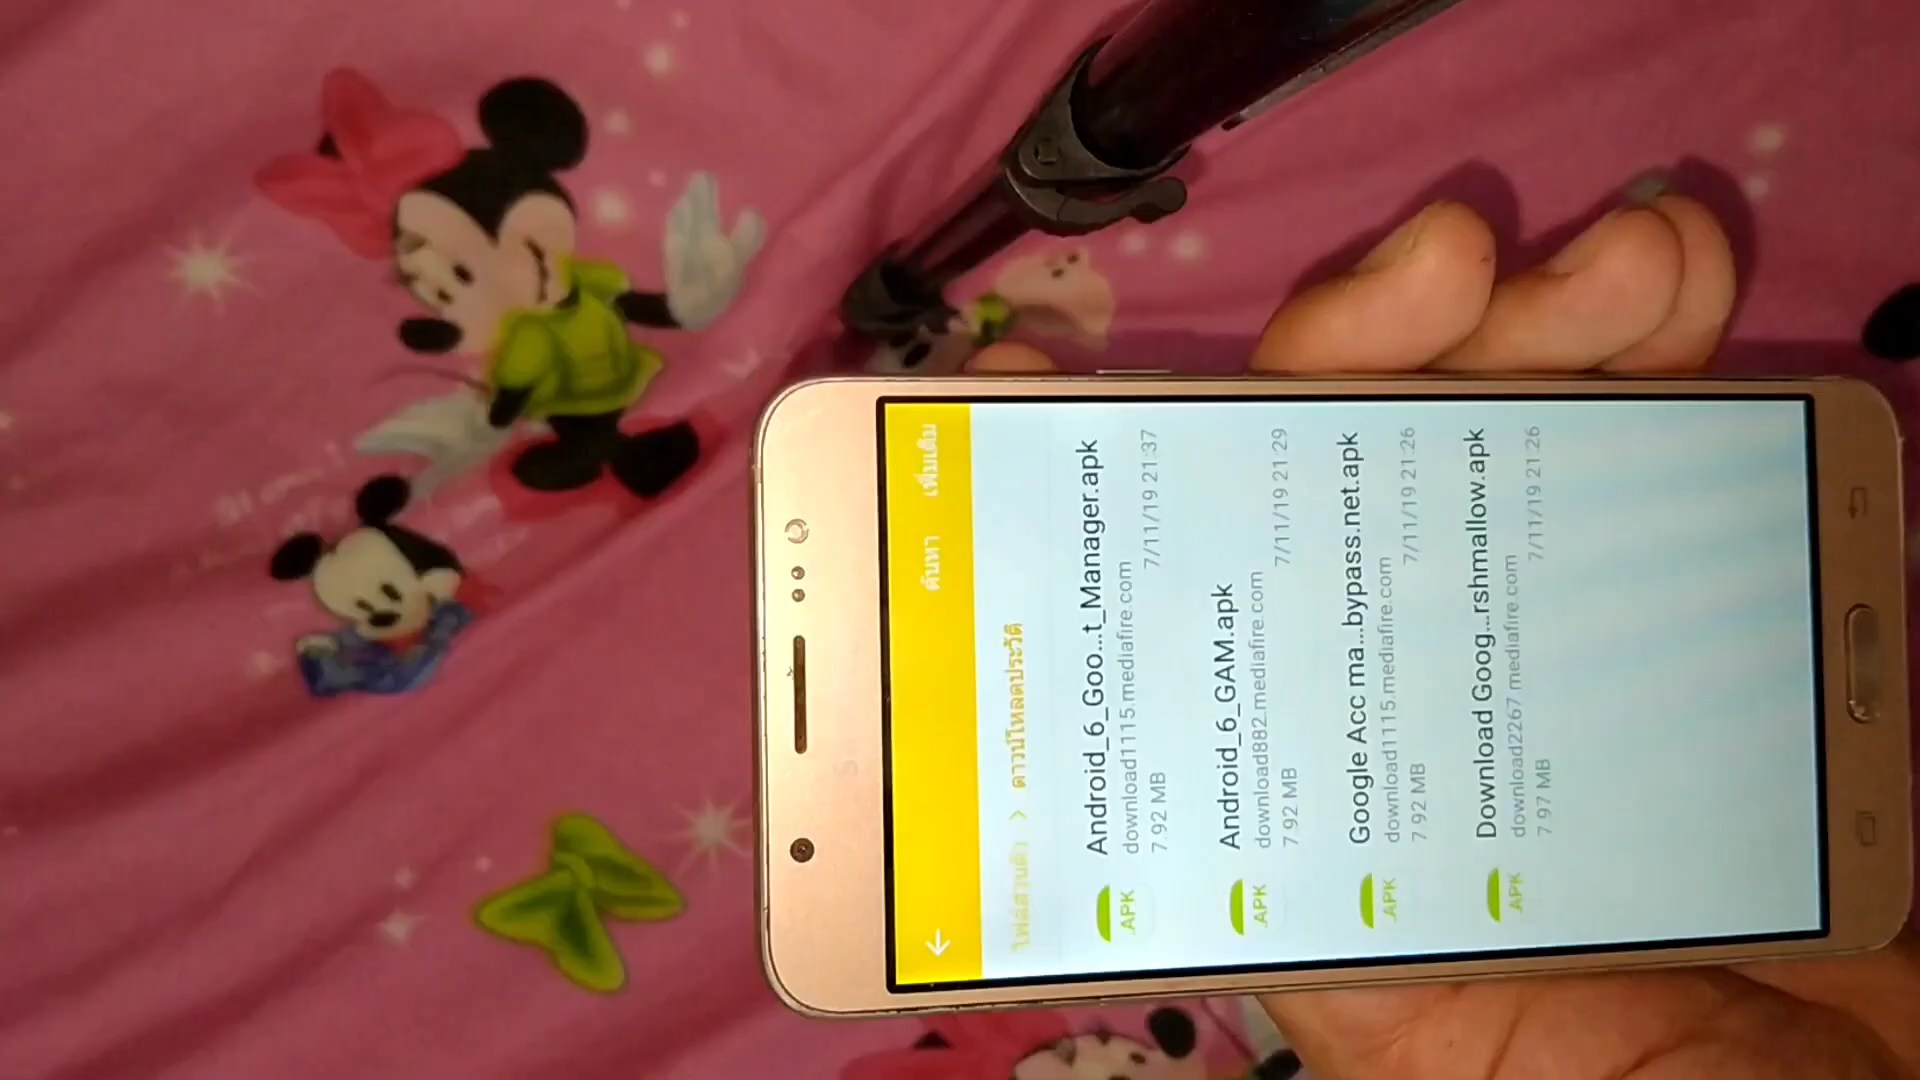 ค้นหา เพิ่มเติม
ไฟล์ส่วนตัว > ดาวน์โหลดประวัติ
Android_6_Goo...t_Manager.apk
download1115.mediafire.com
7.92 MB 7/11/19 21:37
.APK
Android_6_GAM.apk
download882.mediafire.com
7.92 MB 7/11/19 21:29
.APK
Google Acc ma...bypass.net.apk
download1115.mediafire.com
7.92 MB 7/11/19 21:26
.APK
Download Goog...rshmallow.apk
download2267.mediafire.com
7.97 MB 7/11/19 21:26
.APK